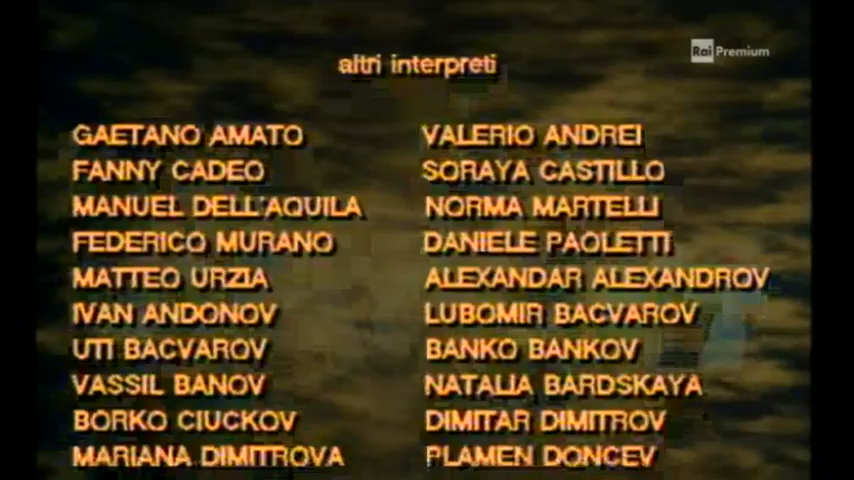 Rai Premium
altri interpreti
GAETANO AMATO VALERIO ANDREI
FANNY CADEO SORAYA CASTILLO
MANUEL DELL'AQUILA NORMA MARTELLI
FEDERICO MURANO DANIELE PAOLETTI
MATTEO URZIA ALEXANDAR ALEXANDROV
IVAN ANDONOV LUBOMIR BACVAROV
UTI BACVAROV BANKO BANKOV
VASSIL BANOV NATALIA BARDSKAYA
BORKO CIUCKOV DIMITAR DIMITROV
MARIANA DIMITROVA PLAMEN DONCEV